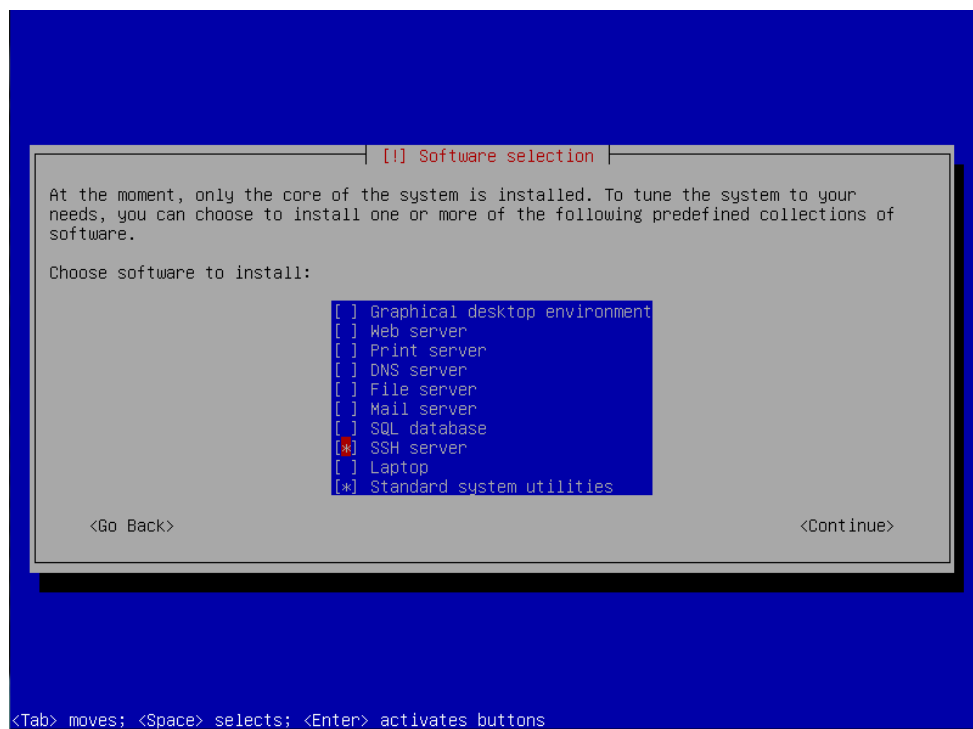 [!] Software selection
At the moment, only the core of the system is installed. To tune the system to your
needs, you can choose to install one or more of the following predefined collections of
software.
Choose software to install:
[ ] Graphical desktop environment
[ ] Web server
[ ] Print server
[ ] DNS server
[ ] File server
[ ] Mail server
[ ] SQL database
[*] SSH server
[ ] Laptop
[*] Standard system utilities
<Go Back> <Continue>
<Tab> moves; <Space> selects; <Enter> activates buttons